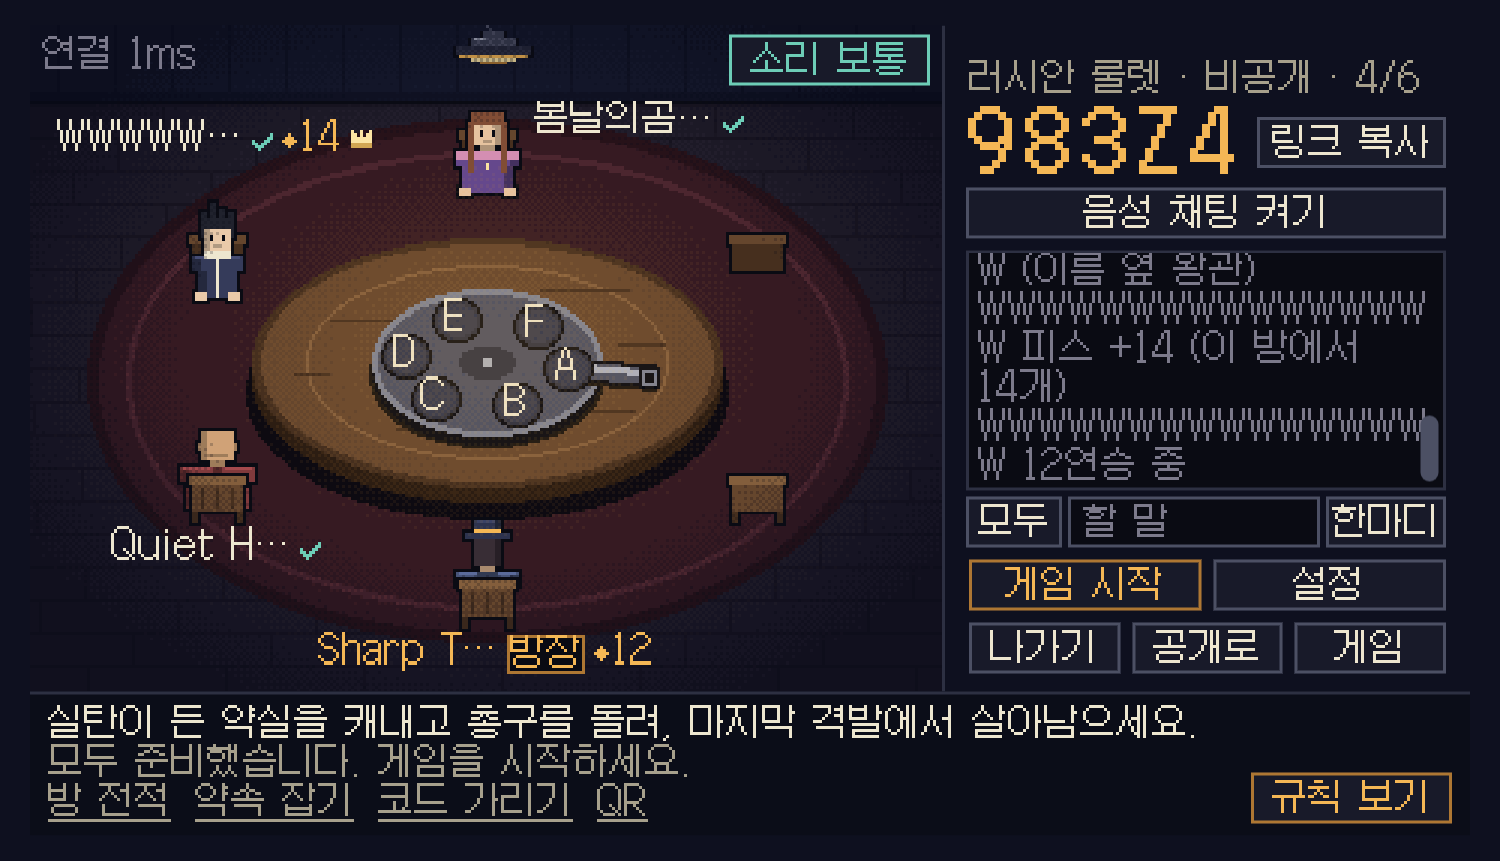 연결 1ms
소리 보통
WWWWW… ✓ ✦14
봄날의곰… ✓
E
F
D
A
C
B
Quiet H… ✓
Sharp T… 방장 ✦12
러시안 룰렛 · 비공개 · 4/6
983Z4
링크 복사
음성 채팅 켜기
W (이름 옆 왕관)
WWWWWWWWWWWWWWW
W 피스 +14 (이 방에서
14개)
WWWWWWWWWWWWWWW
W 12연승 중
모두
할 말
한마디
게임 시작
설정
나가기
공개로
게임
실탄이 든 약실을 캐내고 총구를 돌려, 마지막 격발에서 살아남으세요.
모두 준비했습니다. 게임을 시작하세요.
방 전적 약속 잡기 코드 가리기 QR
규칙 보기